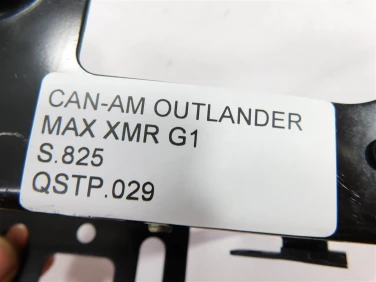 CAN-AM OUTLANDER
MAX XMR G1
S.825
QSTP.029